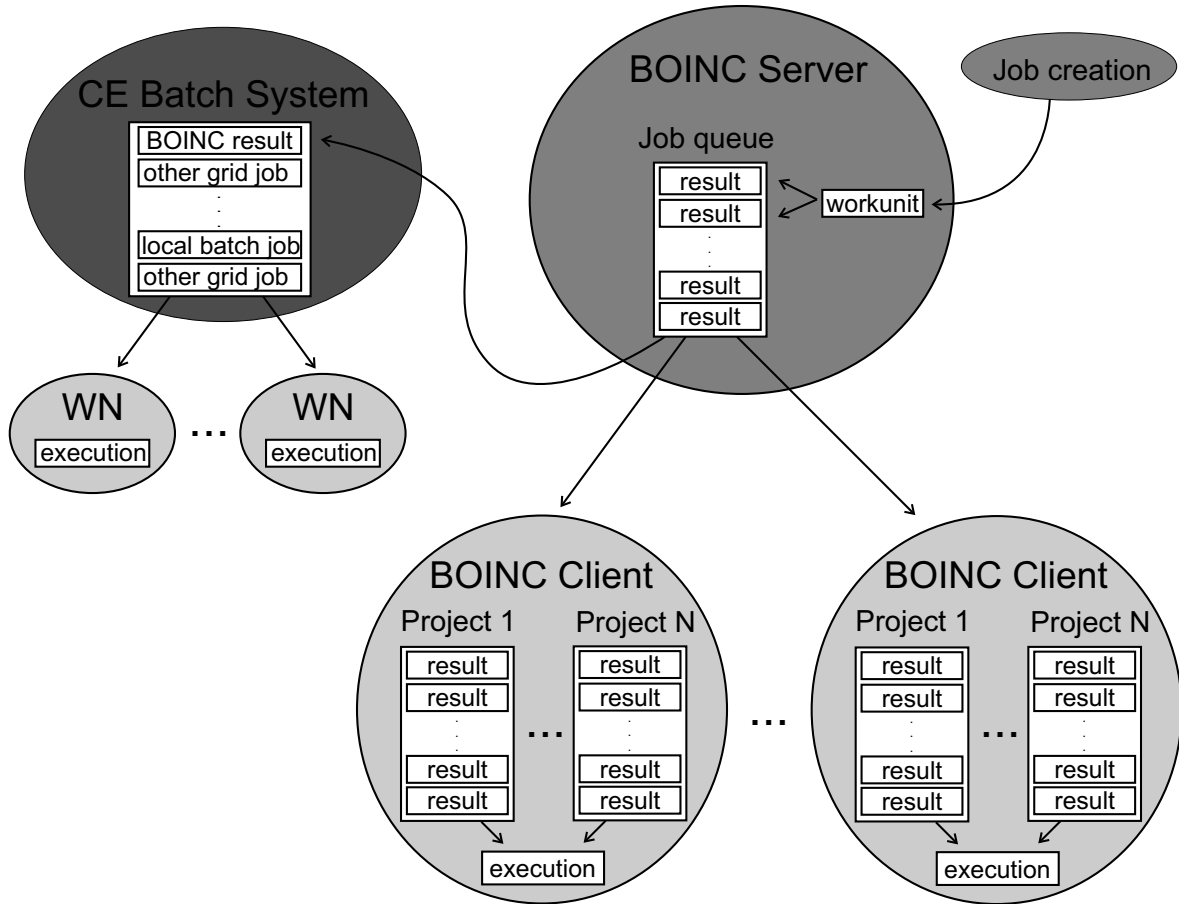 CE Batch System
BOINC result
other grid job
local batch job
other grid job
WN
execution
...
WN
execution
BOINC Server
Job queue
result
result
result
result
workunit
Job creation
BOINC Client
Project 1
result
result
result
result
...
Project N
result
result
result
result
execution
...
BOINC Client
Project 1
result
result
result
result
...
Project N
result
result
result
result
execution